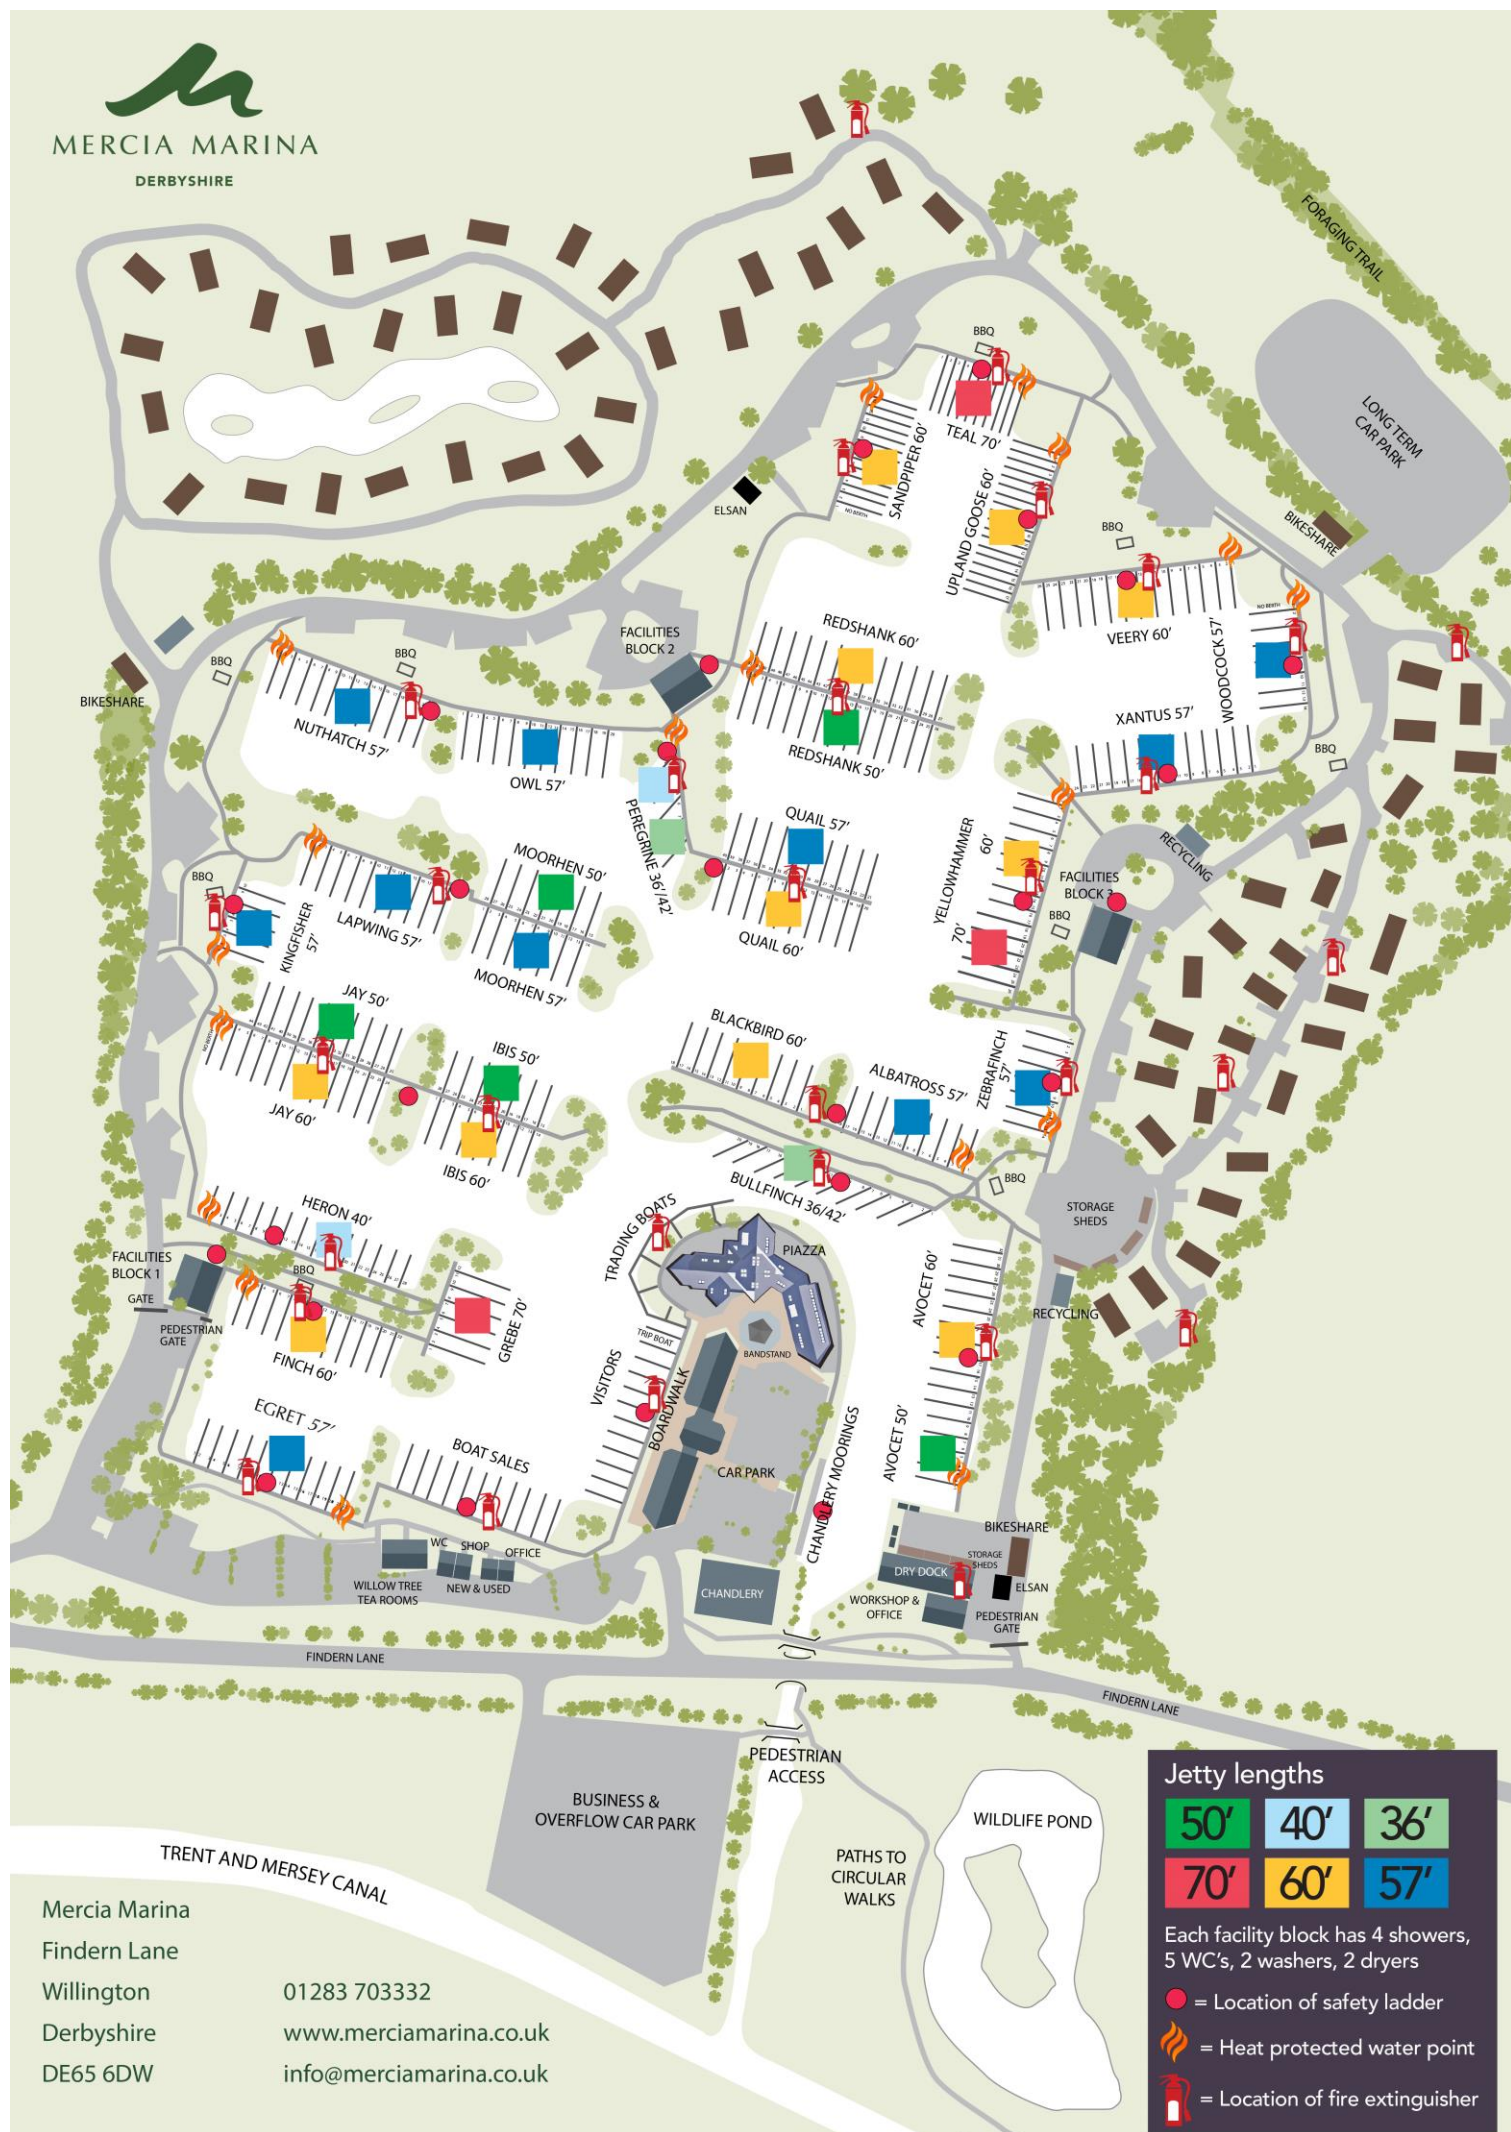 MERCIA MARINA
DERBYSHIRE
FORAGING TRAIL
BBQ
LONG TERM
CAR PARK
TEAL 70'
SANDPIPER 60'
NO BERTH
UPLAND GOOSE 60'
ELSAN
BIKESHARE
BBQ
NO BERTH
VEERY 60'
WOODCOCK 57'
FACILITIES
BLOCK 2
REDSHANK 60'
BBQ
BBQ
BIKESHARE
NUTHATCH 57'
OWL 57'
REDSHANK 50'
XANTUS 57'
BBQ
PEREGRINE 36'/42'
QUAIL 57'
QUAIL 60'
YELLOWHAMMER
60'
70'
RECYCLING
FACILITIES
BLOCK 3
BBQ
MOORHEN 50'
BBQ
LAPWING 57'
KINGFISHER
57'
MOORHEN 57'
JAY 50'
NO BERTH
JAY 60'
IBIS 50'
IBIS 60'
BLACKBIRD 60'
ALBATROSS 57'
ZEBRAFINCH
57'
BULLFINCH 36/42'
BBQ
STORAGE
SHEDS
HERON 40'
TRADING BOATS
PIAZZA
FACILITIES
BLOCK 1
BBQ
GATE
PEDESTRIAN
GATE
FINCH 60'
GREBE 70'
TRIP BOAT
BANDSTAND
AVOCET 60'
RECYCLING
VISITORS
BOARDWALK
EGRET 57'
BOAT SALES
CAR PARK
CHANDLERY MOORINGS
AVOCET 50'
BIKESHARE
STORAGE
SHEDS
WC
SHOP
OFFICE
WILLOW TREE
TEA ROOMS
NEW & USED
CHANDLERY
DRY DOCK
ELSAN
WORKSHOP &
OFFICE
PEDESTRIAN
GATE
FINDERN LANE
FINDERN LANE
PEDESTRIAN
ACCESS
BUSINESS &
OVERFLOW CAR PARK
WILDLIFE POND
PATHS TO
CIRCULAR
WALKS
TRENT AND MERSEY CANAL
Mercia Marina
Findern Lane
Willington
01283 703332
Derbyshire
www.merciamarina.co.uk
DE65 6DW
info@merciamarina.co.uk
Jetty lengths
50' 40' 36'
70' 60' 57'
Each facility block has 4 showers,
5 WC's, 2 washers, 2 dryers
= Location of safety ladder
= Heat protected water point
= Location of fire extinguisher